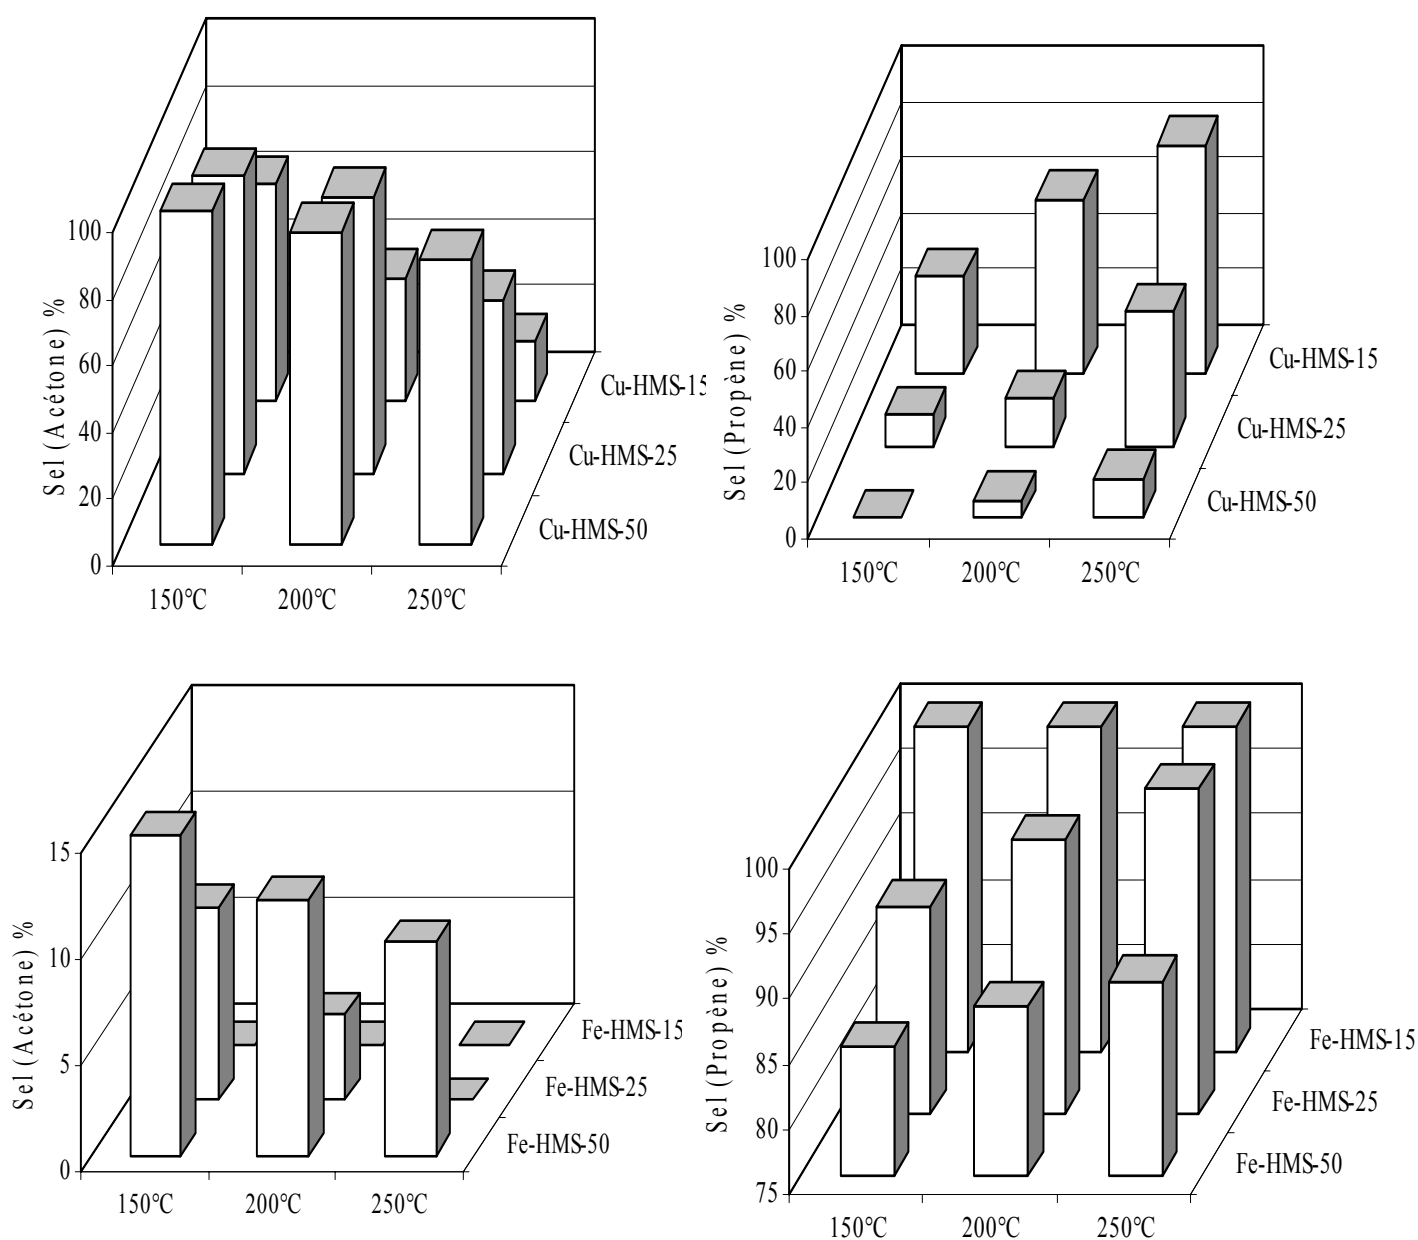 Sel (Acétone) %
100
80
60
40
20
0
150°C 200°C 250°C
Cu-HMS-15
Cu-HMS-25
Cu-HMS-50
Sel (Propène) %
100
80
60
40
20
0
150°C 200°C 250°C
Cu-HMS-15
Cu-HMS-25
Cu-HMS-50
Sel (Acétone) %
15
10
5
0
150°C 200°C 250°C
Fe-HMS-15
Fe-HMS-25
Fe-HMS-50
Sel (Propène) %
100
95
90
85
80
75
150°C 200°C 250°C
Fe-HMS-15
Fe-HMS-25
Fe-HMS-50